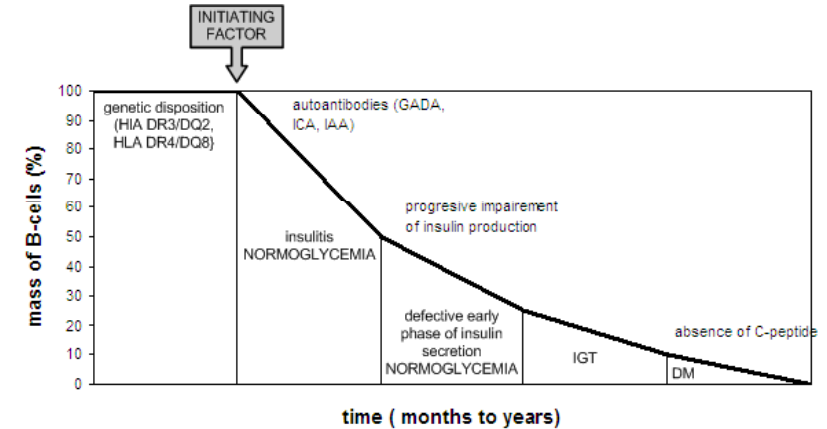 INITIATING
FACTOR
100
90
80
70
60
50
40
30
20
10
0
mass of B-cells (%)
genetic disposition
(HIA DR3/DQ2,
HLA DR4/DQ8}
autoantibodies (GADA,
ICA, IAA)
insulitis
NORMOGLYCEMIA
progresive impairement
of insulin production
defective early
phase of insulin
secretion
NORMOGLYCEMIA
IGT
absence of C-peptide
DM
time ( months to years)